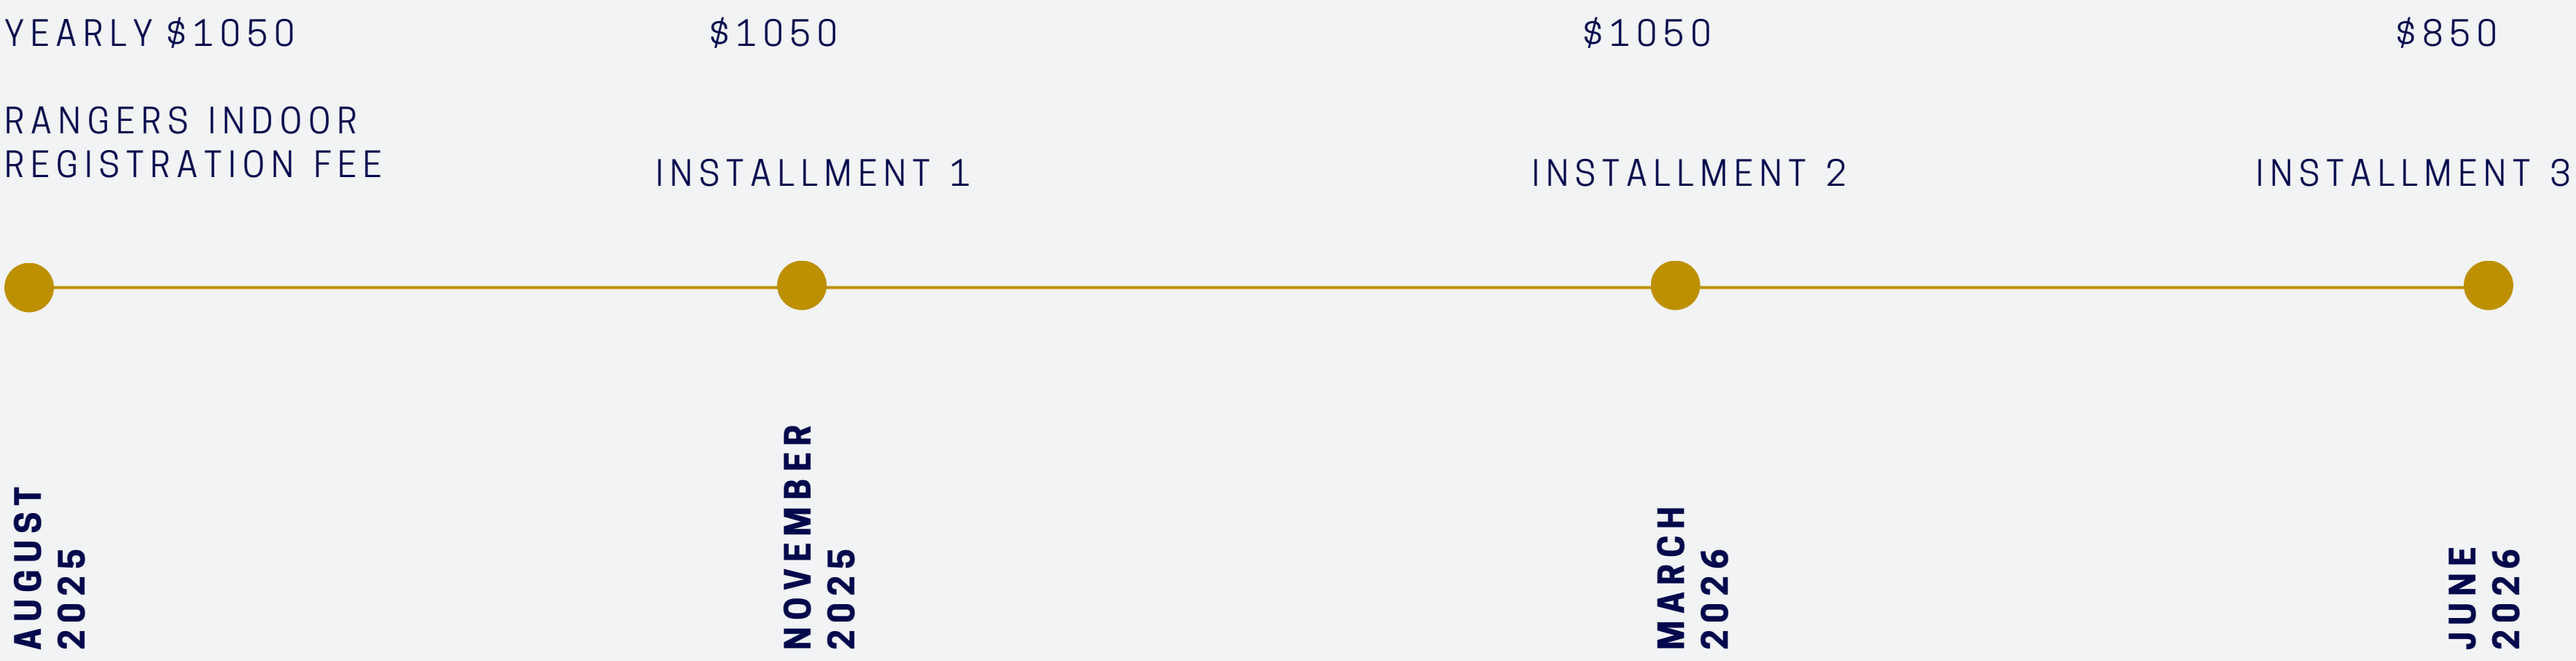 YEARLY $1050
$1050
$1050
$850
RANGERS INDOOR
REGISTRATION FEE
INSTALLMENT 1
INSTALLMENT 2
INSTALLMENT 3
AUGUST
2025
NOVEMBER
2025
MARCH
2026
JUNE
2026